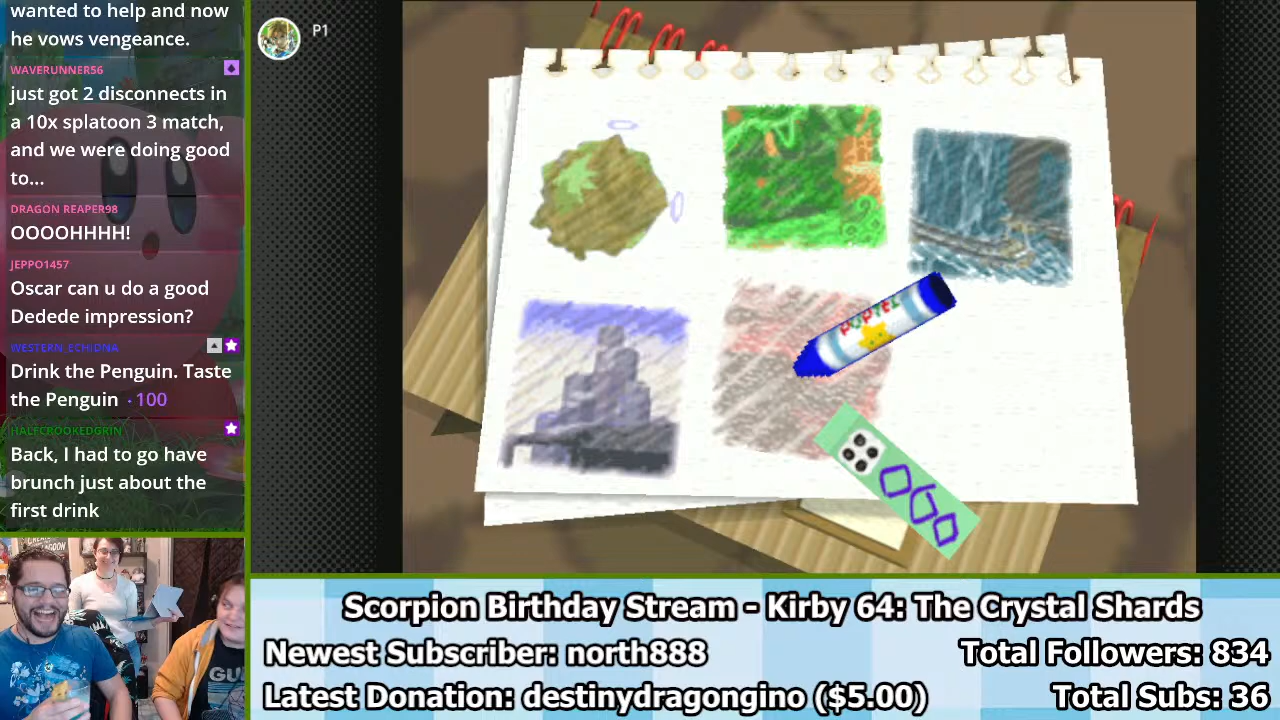 wanted to help and now
he vows vengeance.
WAVERUNNER56
just got 2 disconnects in
a 10x splatoon 3 match,
and we were doing good
to...
DRAGON REAPER98
OOOOHHHH!
JEPPO1457
Oscar can u do a good
Dedede impression?
WESTERN_ECHIDNA
Drink the Penguin. Taste
the Penguin · 100
HALFCROOKEDGRIN
Back, I had to go have
brunch just about the
first drink
P1
Scorpion Birthday Stream - Kirby 64: The Crystal Shards
Newest Subscriber: north888
Total Followers: 834
Latest Donation: destinydragongino ($5.00)
Total Subs: 36